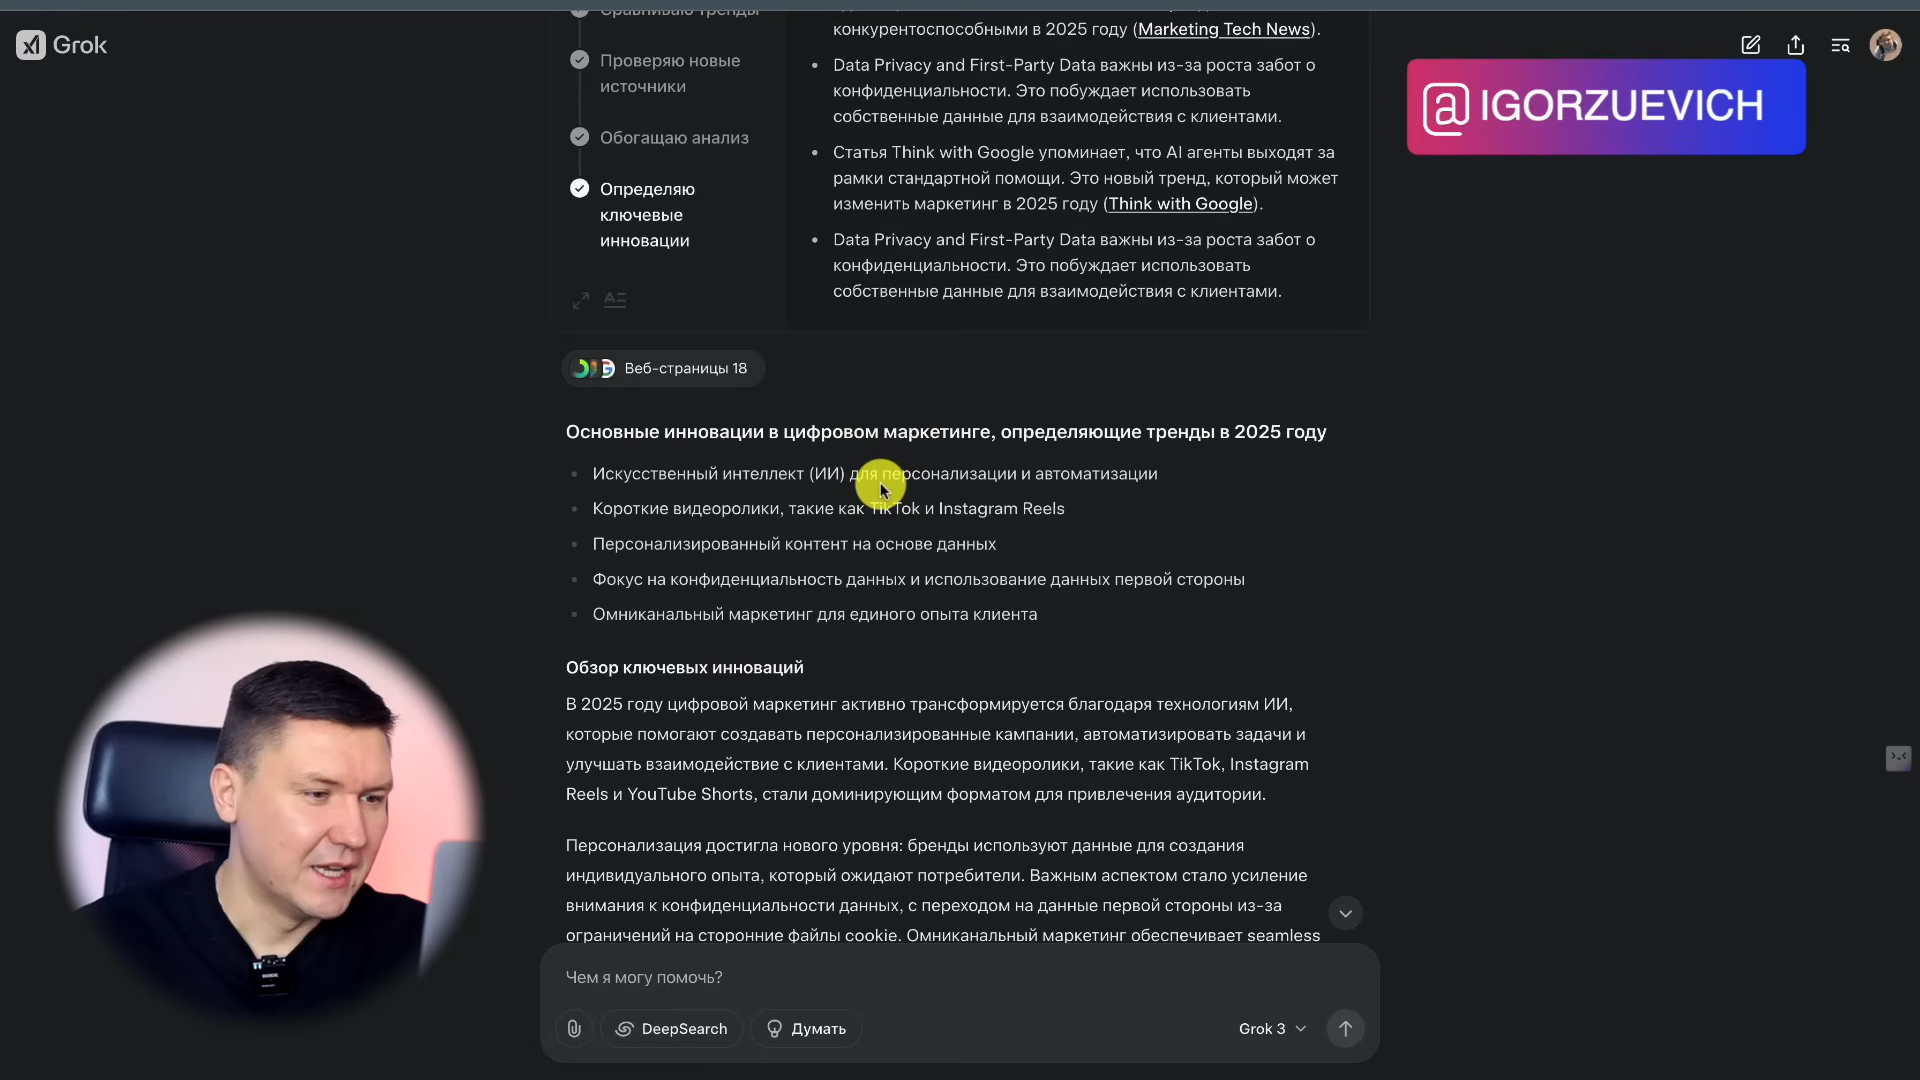 Grok
@IGORZUEVICH
Сравниваю тренды
Проверяю новые
источники
Обогащаю анализ
Определяю
ключевые
инновации
конкурентоспособными в 2025 году (Marketing Tech News).
• Data Privacy and First-Party Data важны из-за роста забот о
конфиденциальности. Это побуждает использовать
собственные данные для взаимодействия с клиентами.
• Статья Think with Google упоминает, что AI агенты выходят за
рамки стандартной помощи. Это новый тренд, который может
изменить маркетинг в 2025 году (Think with Google).
• Data Privacy and First-Party Data важны из-за роста забот о
конфиденциальности. Это побуждает использовать
собственные данные для взаимодействия с клиентами.
Веб-страницы 18
Основные инновации в цифровом маркетинге, определяющие тренды в 2025 году
• Искусственный интеллект (ИИ) для персонализации и автоматизации
• Короткие видеоролики, такие как TikTok и Instagram Reels
• Персонализированный контент на основе данных
• Фокус на конфиденциальность данных и использование данных первой стороны
• Омниканальный маркетинг для единого опыта клиента
Обзор ключевых инноваций
В 2025 году цифровой маркетинг активно трансформируется благодаря технологиям ИИ,
которые помогают создавать персонализированные кампании, автоматизировать задачи и
улучшать взаимодействие с клиентами. Короткие видеоролики, такие как TikTok, Instagram
Reels и YouTube Shorts, стали доминирующим форматом для привлечения аудитории.
Персонализация достигла нового уровня: бренды используют данные для создания
индивидуального опыта, который ожидают потребители. Важным аспектом стало усиление
внимания к конфиденциальности данных, с переходом на данные первой стороны из-за
ограничений на сторонние файлы cookie. Омниканальный маркетинг обеспечивает seamless
Чем я могу помочь?
DeepSearch
Думать
Grok 3
RODE